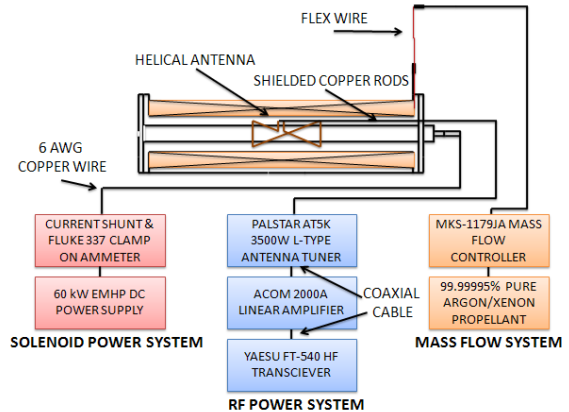 FLEX WIRE
HELICAL ANTENNA
SHIELDED COPPER RODS
6 AWG
COPPER WIRE
CURRENT SHUNT &
FLUKE 337 CLAMP
ON AMMETER
60 kW EMHP DC
POWER SUPPLY
SOLENOID POWER SYSTEM
PALSTAR AT5K
3500W L-TYPE
ANTENNA TUNER
ACOM 2000A
LINEAR AMPLIFIER
YAESU FT-540 HF
TRANSCIEVER
RF POWER SYSTEM
COAXIAL
CABLE
MKS-1179JA MASS
FLOW
CONTROLLER
99.99995% PURE
ARGON/XENON
PROPELLANT
MASS FLOW SYSTEM